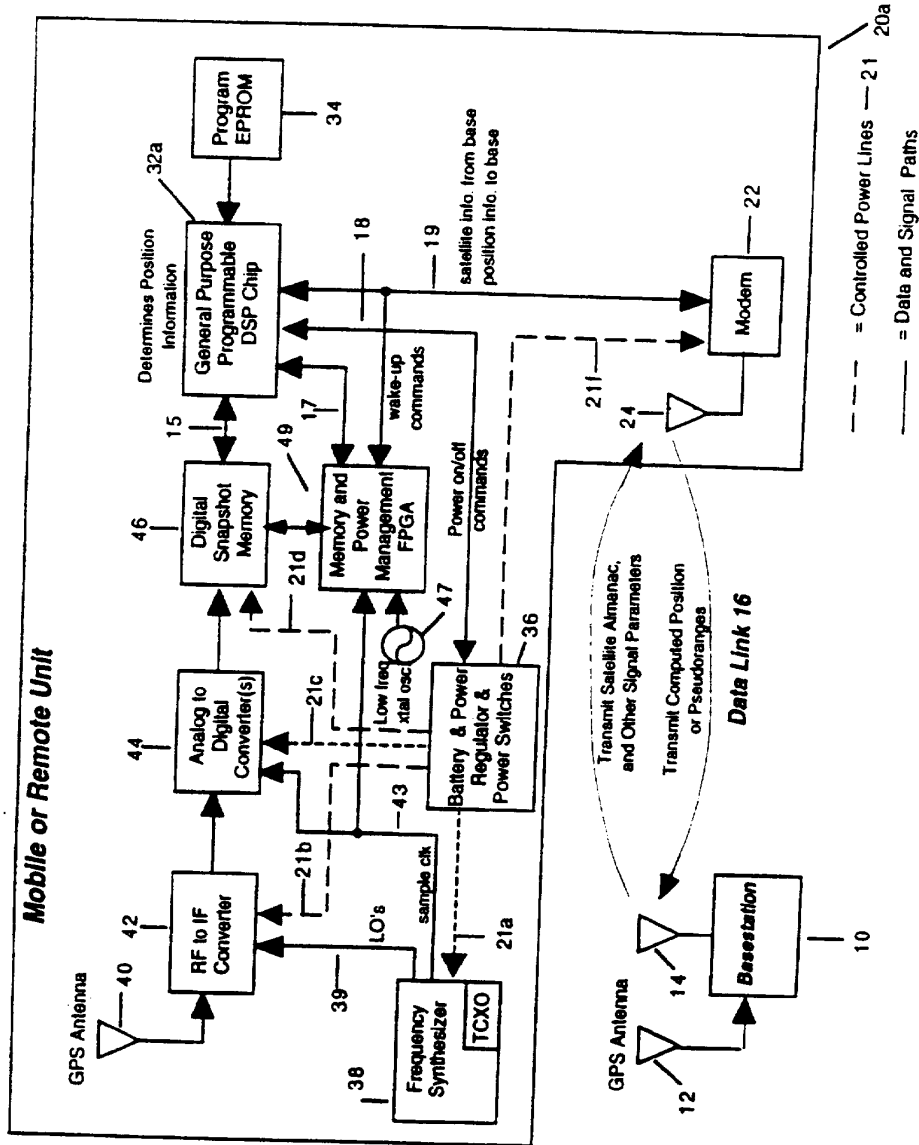 Mobile or Remote Unit
GPS Antenna
40
42
RF to IF
Converter
44
Analog to
Digital
Converter(s)
46
Digital
Snapshot
Memory
15
Determines Position
Information
32a
General Purpose
Programmable
DSP Chip
Program
EPROM
34
39
LO's
21b
43
sample clk
21c
21d
49
Memory and
Power
Management
FPGA
17
18
19
wake-up
commands
satellite info. from base
position info. to base
Low freq
xtal osc
47
38
Frequency
Synthesizer
TCXO
21a
Battery & Power
Regulator &
Power Switches
36
Power on/off
commands
21f
24
Modem
22
20a
GPS Antenna
12
14
Basestation
10
Transmit Satellite Almanac,
and Other Signal Parameters
Transmit Computed Position
or Pseudoranges
Data Link 16
= Controlled Power Lines
21
= Data and Signal Paths